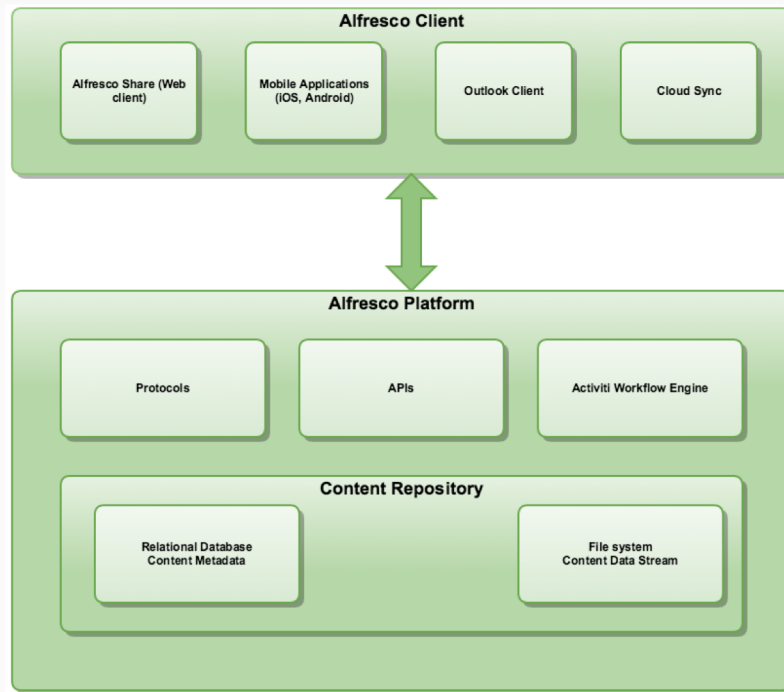 Alfresco Client
Alfresco Share (Web
client)
Mobile Applications
(iOS, Android)
Outlook Client
Cloud Sync
Alfresco Platform
Protocols
APIs
Activiti Workflow Engine
Content Repository
Relational Database
Content Metadata
File system
Content Data Stream